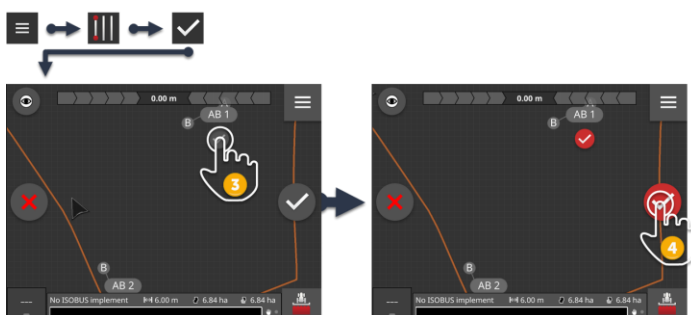 0.00 m
AB 1
B
3
B
AB 2
No ISOBUS implement 6.00 m 6.84 ha 6.84 ha
0.00 m
AB 1
B
4
B
AB 2
No ISOBUS implement 6.00 m 6.84 ha 6.84 ha